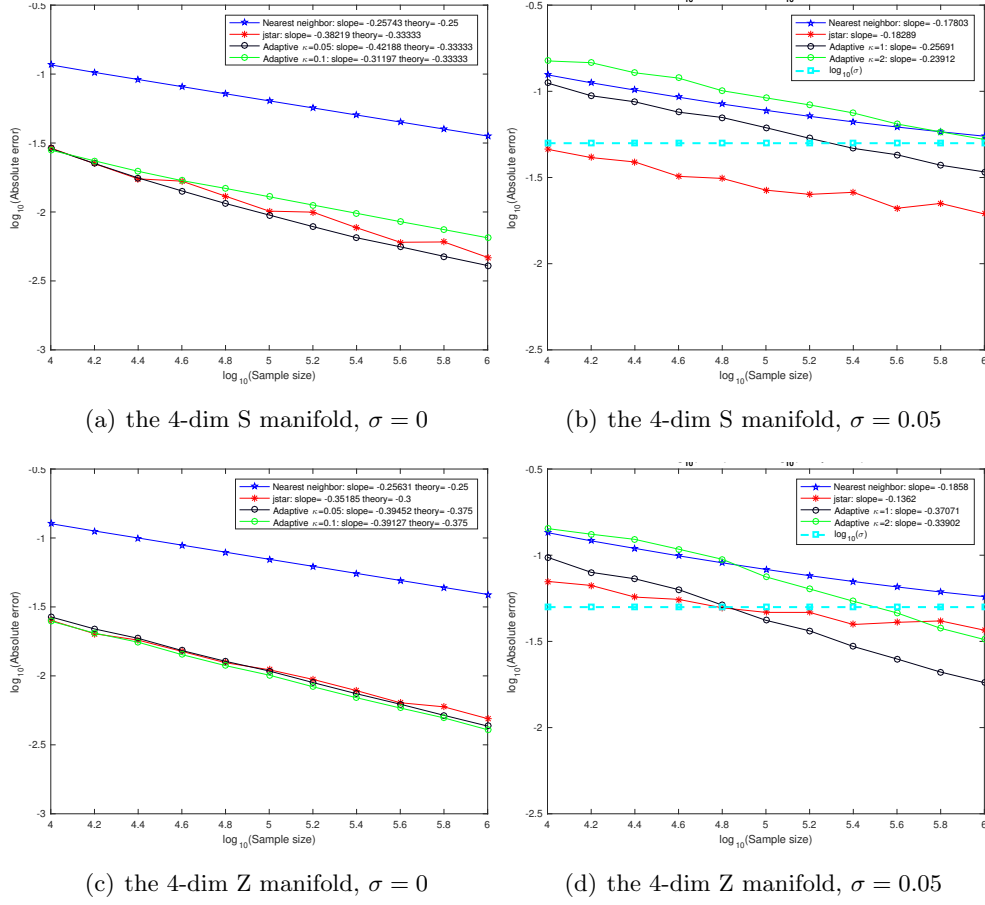 Nearest neighbor: slope= -0.25743 theory= -0.25
jstar: slope= -0.38219 theory= -0.33333
Adaptive κ=0.05: slope= -0.42188 theory= -0.33333
Adaptive κ=0.1: slope= -0.31197 theory= -0.33333
-1
-1.5
-2
-2.5
-3
log10(Absolute error)
4 4.2 4.4 4.6 4.8 5 5.2 5.4 5.6 5.8 6
log10(Sample size)
(a) the 4-dim S manifold, σ = 0
Nearest neighbor: slope= -0.17803
jstar: slope= -0.18289
Adaptive κ=1: slope= -0.25691
Adaptive κ=2: slope= -0.23912
log10(σ)
-0.5
-1
-1.5
-2
-2.5
log10(Absolute error)
4 4.2 4.4 4.6 4.8 5 5.2 5.4 5.6 5.8 6
log10(Sample size)
(b) the 4-dim S manifold, σ = 0.05
Nearest neighbor: slope= -0.25631 theory= -0.25
jstar: slope= -0.35185 theory= -0.3
Adaptive κ=0.05: slope= -0.39452 theory= -0.375
Adaptive κ=0.1: slope= -0.39127 theory= -0.375
-0.5
-1
-1.5
-2
-2.5
-3
log10(Absolute error)
4 4.2 4.4 4.6 4.8 5 5.2 5.4 5.6 5.8 6
log10(Sample size)
(c) the 4-dim Z manifold, σ = 0
Nearest neighbor: slope= -0.1858
jstar: slope= -0.1362
Adaptive κ=1: slope= -0.37071
Adaptive κ=2: slope= -0.33902
log10(σ)
-0.5
-1
-1.5
-2
-2.5
log10(Absolute error)
4 4.2 4.4 4.6 4.8 5 5.2 5.4 5.6 5.8 6
log10(Sample size)
(d) the 4-dim Z manifold, σ = 0.05